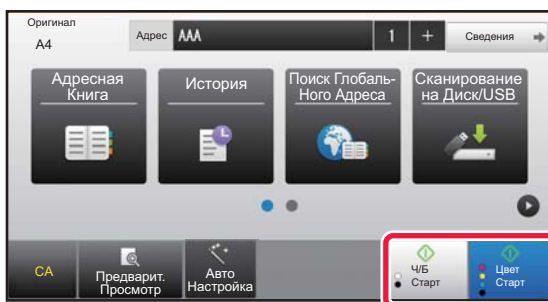 Оригинал
A4
Адрес AAA 1 + Сведения
Адресная
Книга
История
Поиск Глобаль-
Ного Адреса
Сканирование
на Диск/USB
CA
Предварит.
Просмотр
Авто
Настройка
Ч/Б
Старт
Цвет
Старт